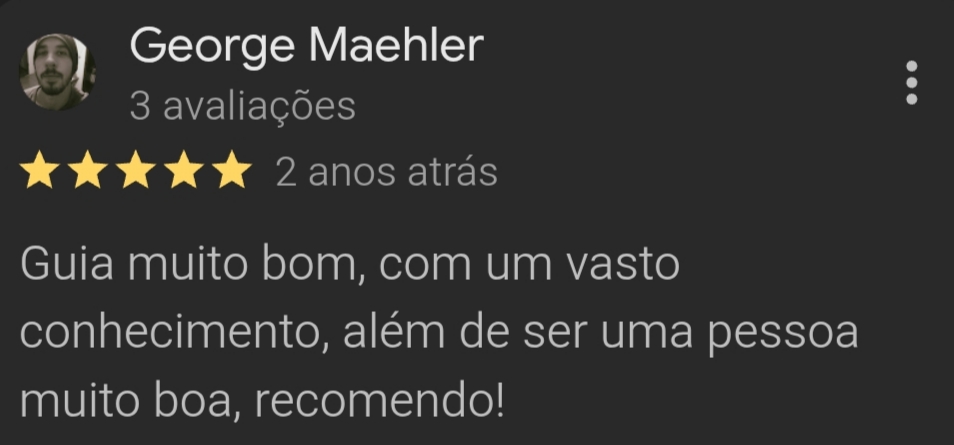 George Maehler
3 avaliações
2 anos atrás
Guia muito bom, com um vasto
conhecimento, além de ser uma pessoa
muito boa, recomendo!